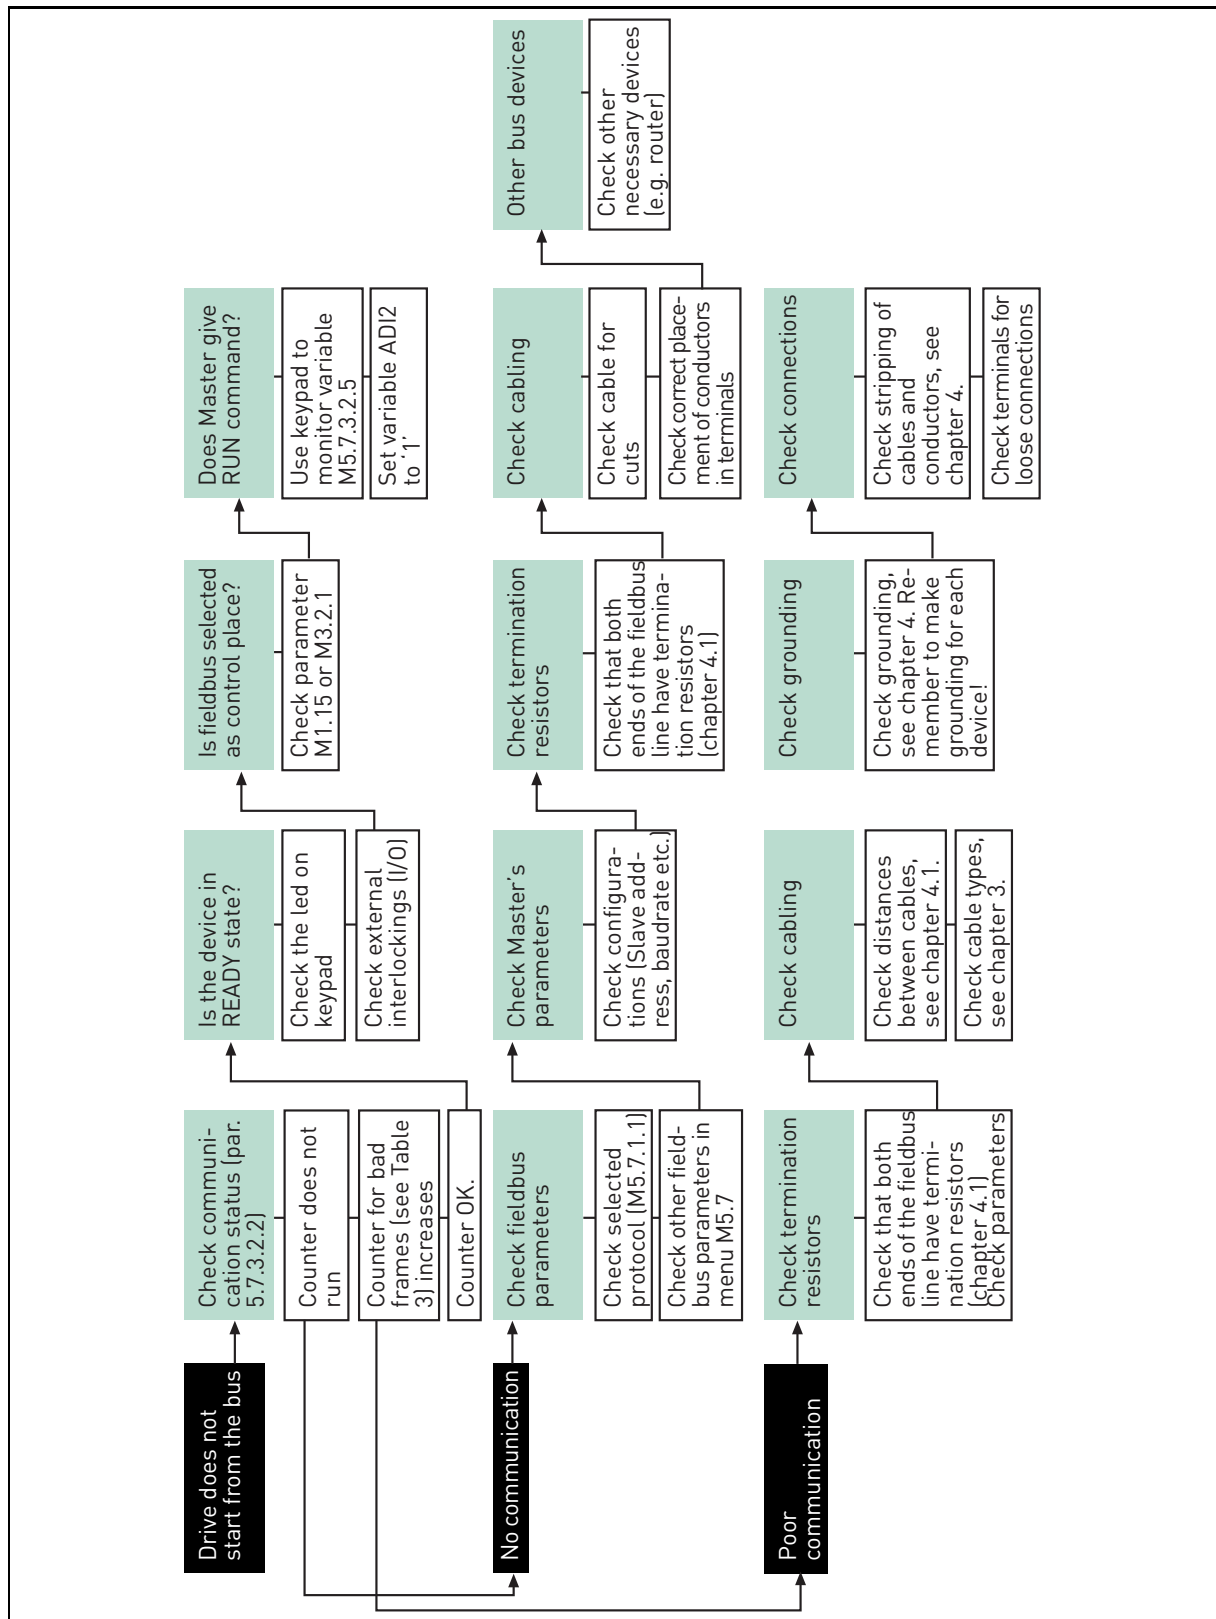 Drive does not
start from the bus
Check communi-
cation status (par.
5.7.3.2.2)
Counter does not
run
Counter for bad
frames (see Table
3) increases
Counter OK.
Is the device in
READY state?
Check the led on
keypad
Check external
interlockings (I/O)
Is fieldbus selected
as control place?
Check parameter
M1.15 or M3.2.1
Does Master give
RUN command?
Use keypad to
monitor variable
M5.7.3.2.5
Set variable ADI2
to ‘1’
No communication
Check fieldbus
parameters
Check selected
protocol (M5.7.1.1)
Check other field-
bus parameters in
menu M5.7
Check Master’s
parameters
Check configura-
tions (Slave add-
ress, baudrate etc.)
Check termination
resistors
Check that both
ends of the fieldbus
line have termina-
tion resistors
(chapter 4.1)
Check cabling
Check cable for
cuts
Check correct place-
ment of conductors
in terminals
Other bus devices
Check other
necessary devices
(e.g. router)
Poor
communication
Check termination
resistors
Check that both
ends of the fieldbus
line have termi-
nation resistors
(chapter 4.1)
Check parameters
Check cabling
Check distances
between cables,
see chapter 4.1.
Check cable types,
see chapter 3.
Check grounding
Check grounding,
see chapter 4. Re-
member to make
grounding for each
device!
Check connections
Check stripping of
cables and
conductors, see
chapter 4.
Check terminals for
loose connections